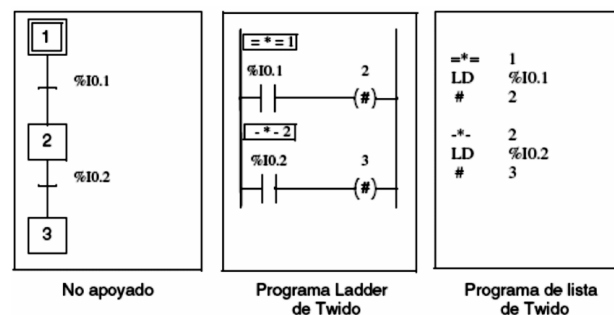 1
%I0.1
2
%I0.2
3
No apoyado
= * = 1
%I0.1 2
(#)
- * - 2
%I0.2 3
(#)
Programa Ladder
de Twido
=*= 1
LD %I0.1
# 2
-*- 2
LD %I0.2
# 3
Programa de lista
de Twido